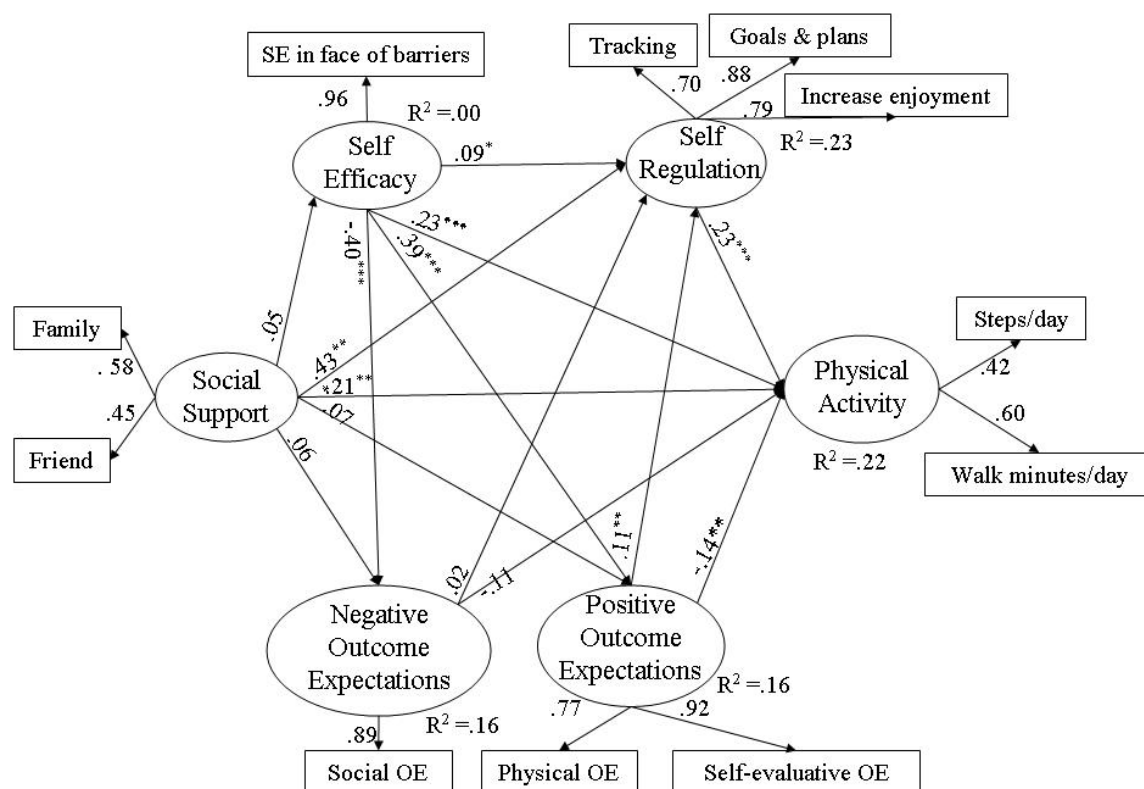 SE in face of barriers
.96
R² =.00
Self
Efficacy
.09*
Tracking
.70
Goals & plans
.88
Increase enjoyment
.79
Self
Regulation
R² =.23
-.40***
.39***
.23***
.23***
Family
.58
.45
Friend
Social
Support
.05
.43**
*21**
-.07
.06
Physical
Activity
R² =.22
Steps/day
.42
.60
Walk minutes/day
.02
-.11
.11**
-.14**
Negative
Outcome
Expectations
R² =.16
.89
Social OE
Positive
Outcome
Expectations
R² =.16
.77
.92
Physical OE
Self-evaluative OE